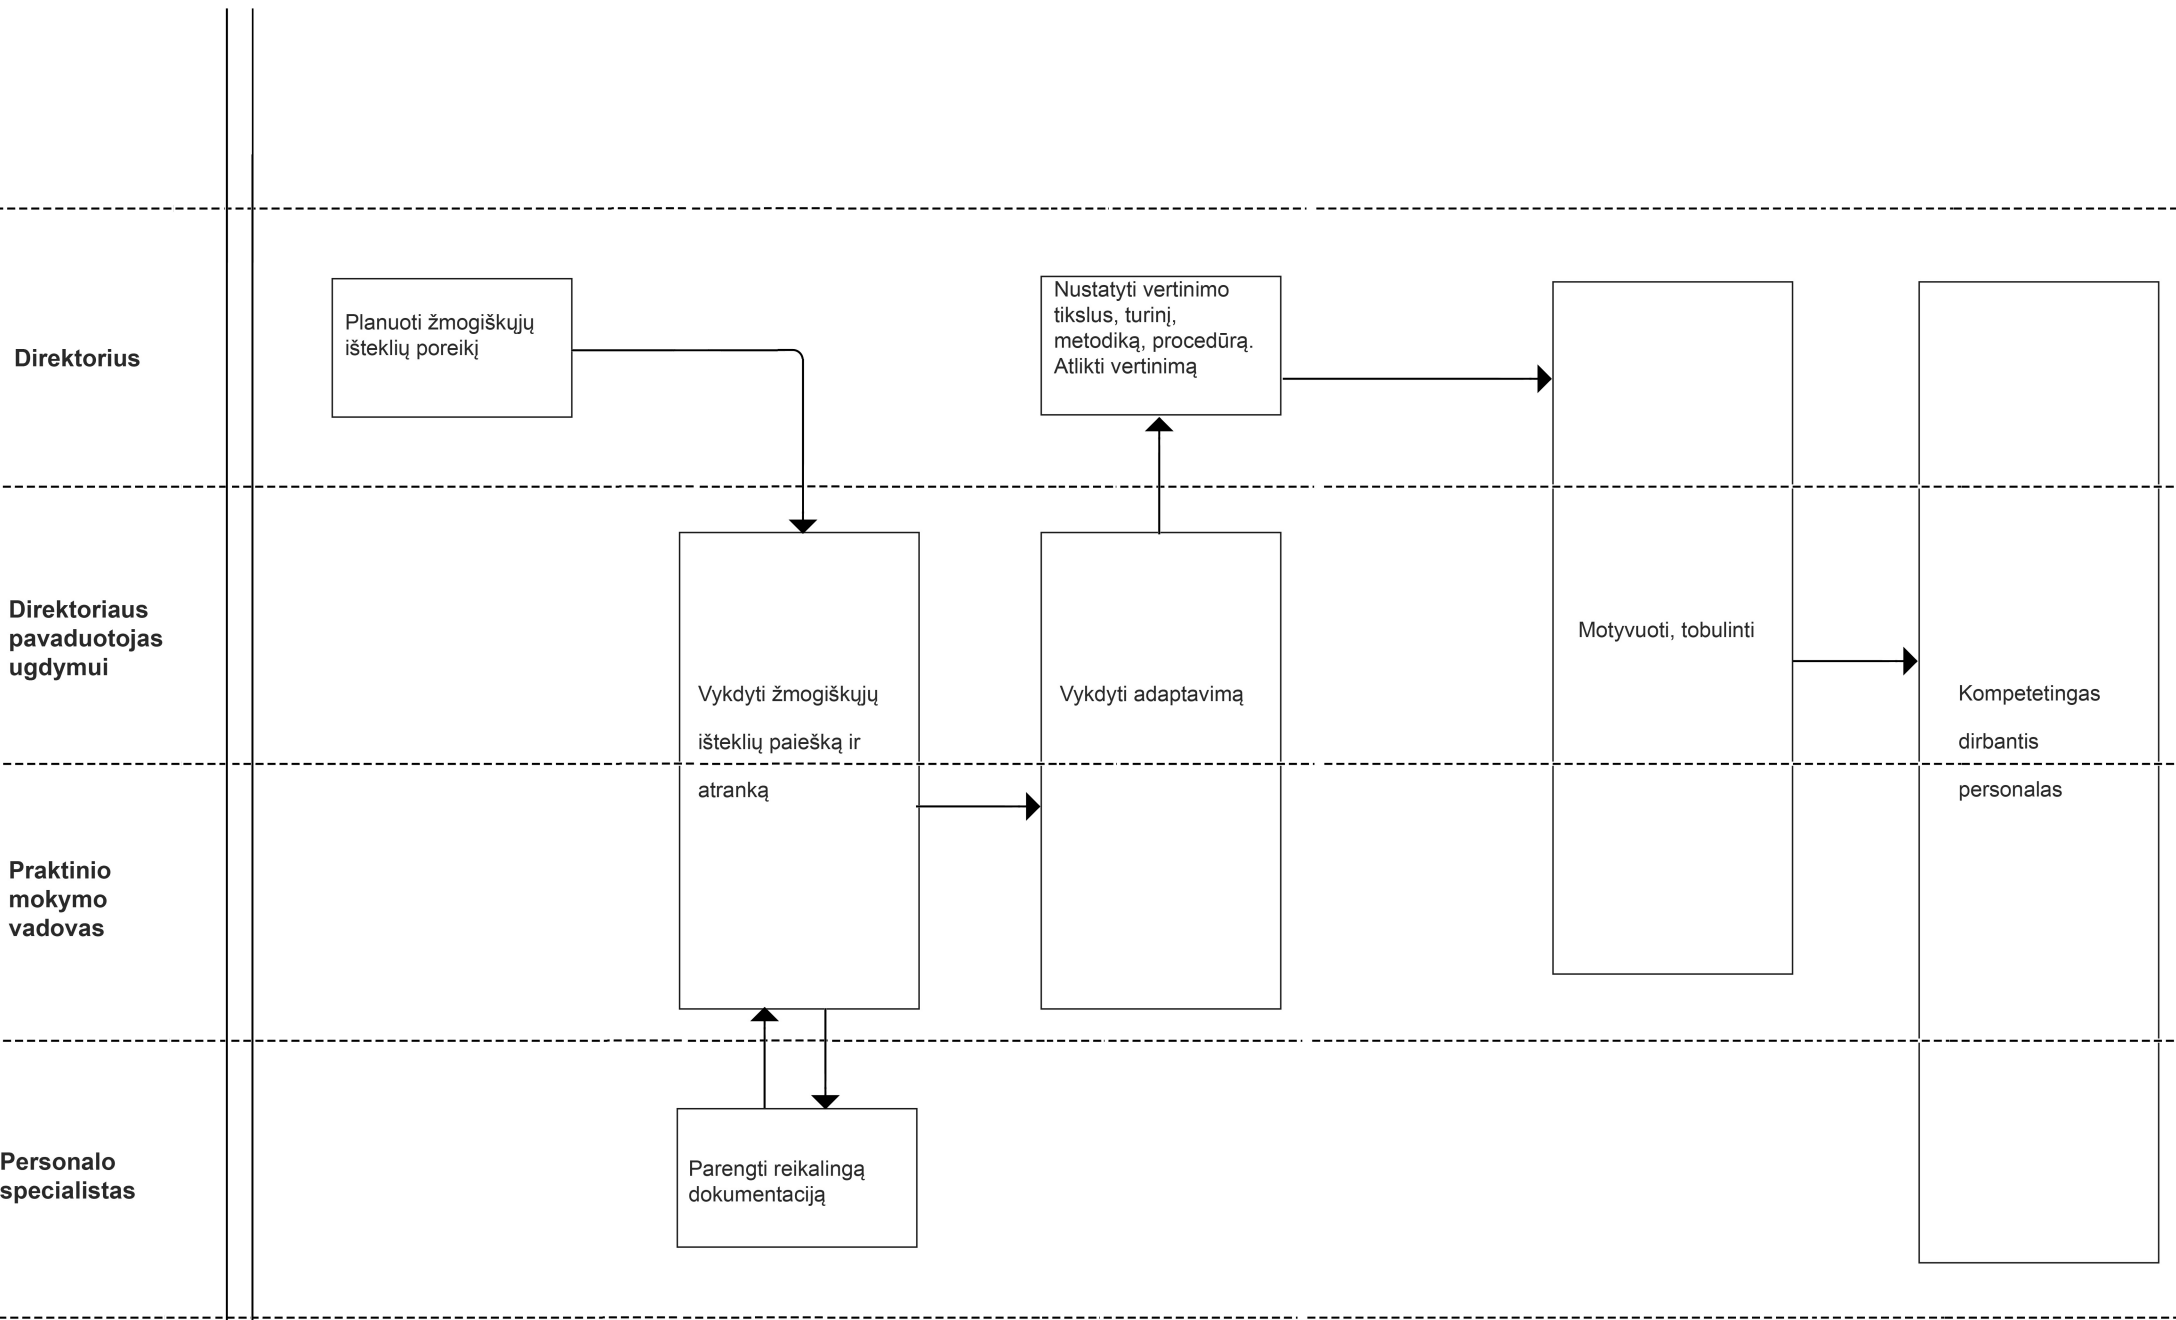 Direktorius
Planuoti žmogiškųjų
išteklių poreikį
Nustatyti vertinimo
tikslus, turinį,
metodiką, procedūrą.
Atlikti vertinimą
Direktoriaus
pavaduotojas
ugdymui
Vykdyti žmogiškųjų
išteklių paiešką ir
atranką
Vykdyti adaptavimą
Motyvuoti, tobulinti
Kompetetingas
dirbantis
personalas
Praktinio
mokymo
vadovas
Personalo
specialistas
Parengti reikalingą
dokumentaciją